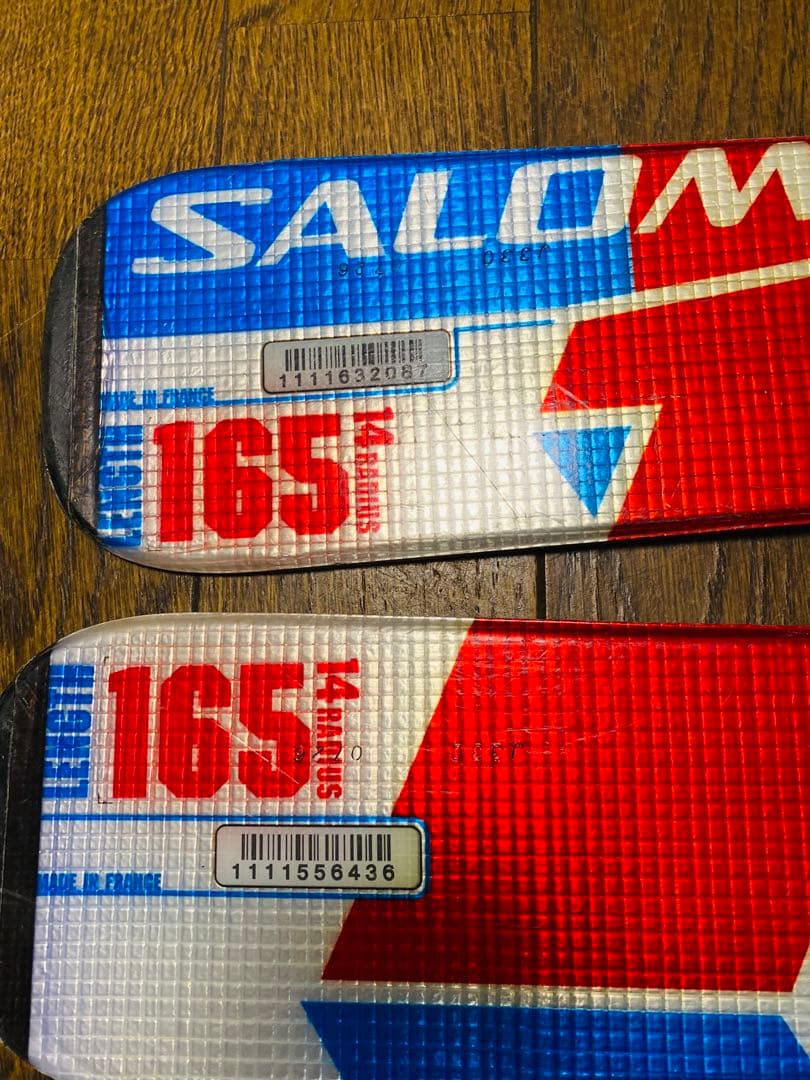 SALOM
1111632087
MADE IN FRANCE
LENGTH
165
14 RADIUS
LENGTH
165
14 RADIUS
1111556436
MADE IN FRANCE